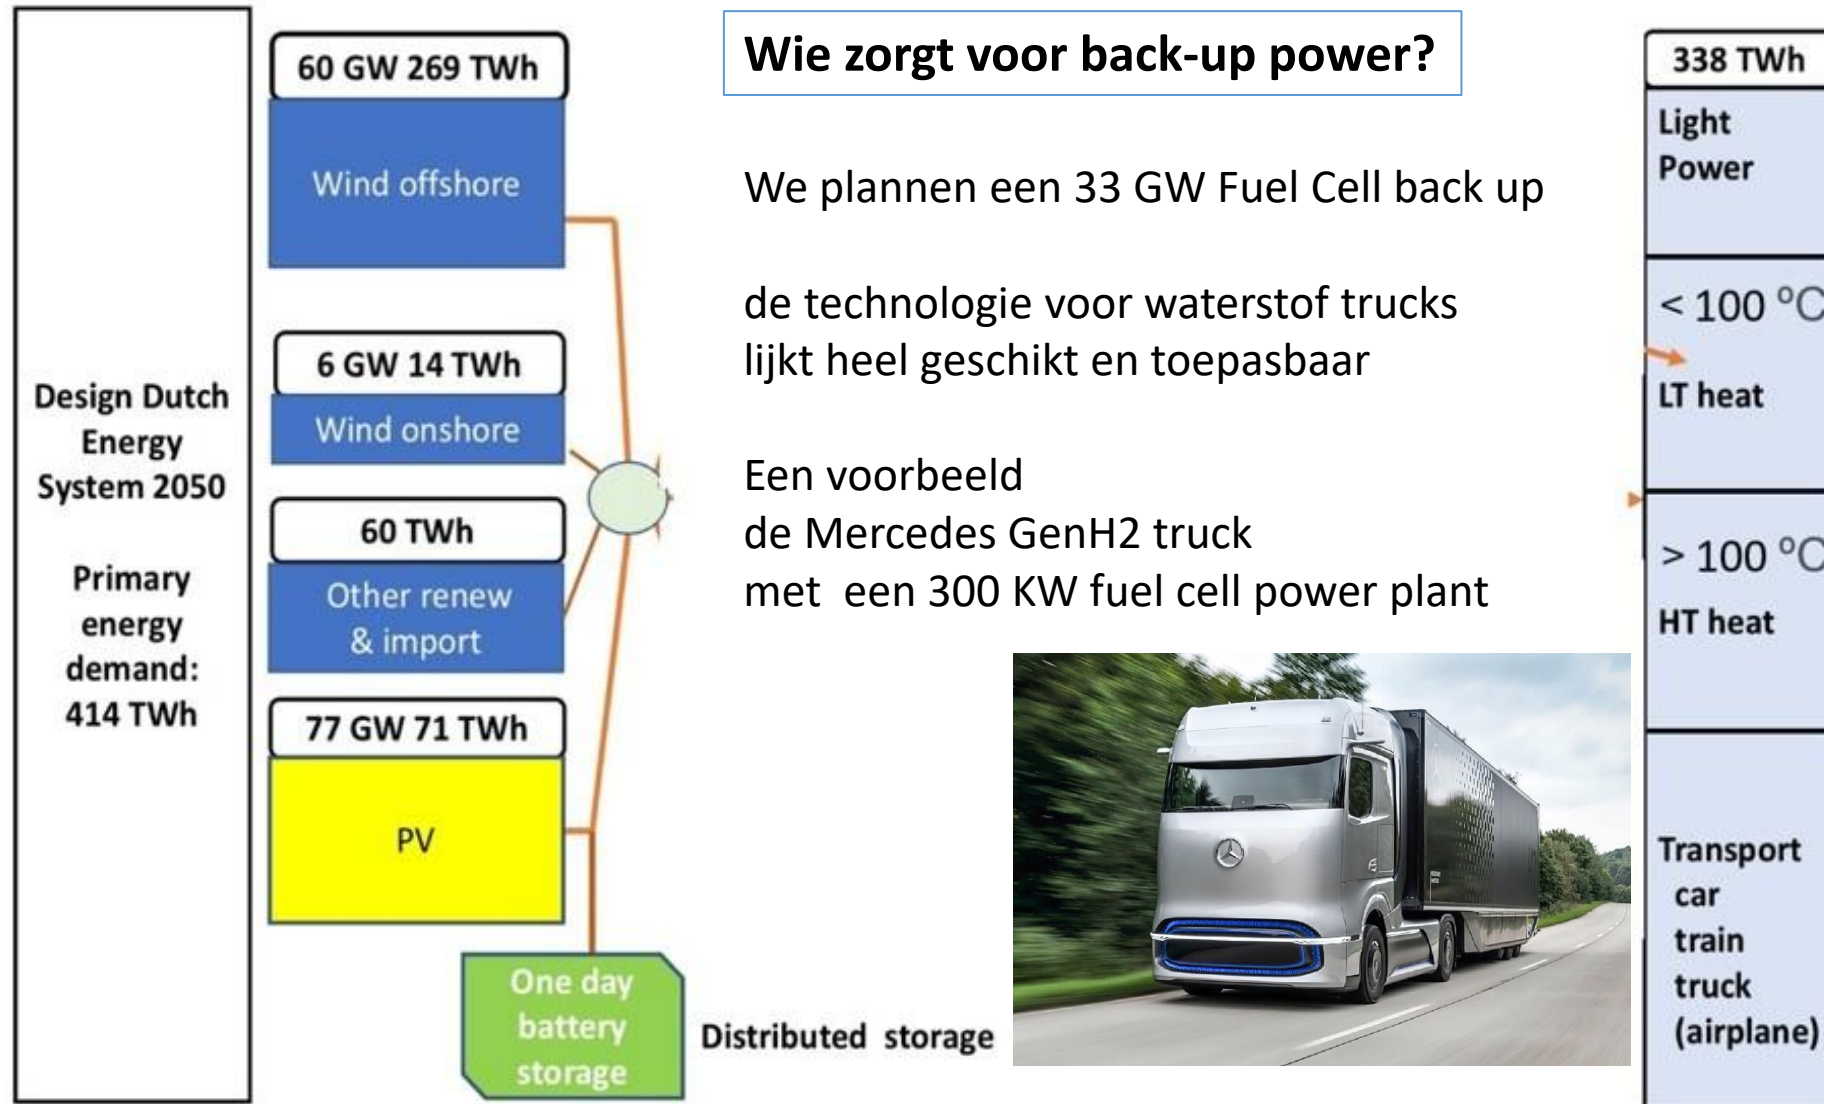 Design Dutch
Energy
System 2050
Primary
energy
demand:
414 TWh
60 GW 269 TWh
Wind offshore
6 GW 14 TWh
Wind onshore
60 TWh
Other renew
& import
77 GW 71 TWh
PV
One day
battery
storage
Distributed storage
Wie zorgt voor back-up power?
We plannen een 33 GW Fuel Cell back up
de technologie voor waterstof trucks
lijkt heel geschikt en toepasbaar
Een voorbeeld
de Mercedes GenH2 truck
met een 300 KW fuel cell power plant
338 TWh
Light
Power
< 100 ºC
LT heat
> 100 ºC
HT heat
Transport
car
train
truck
(airplane)